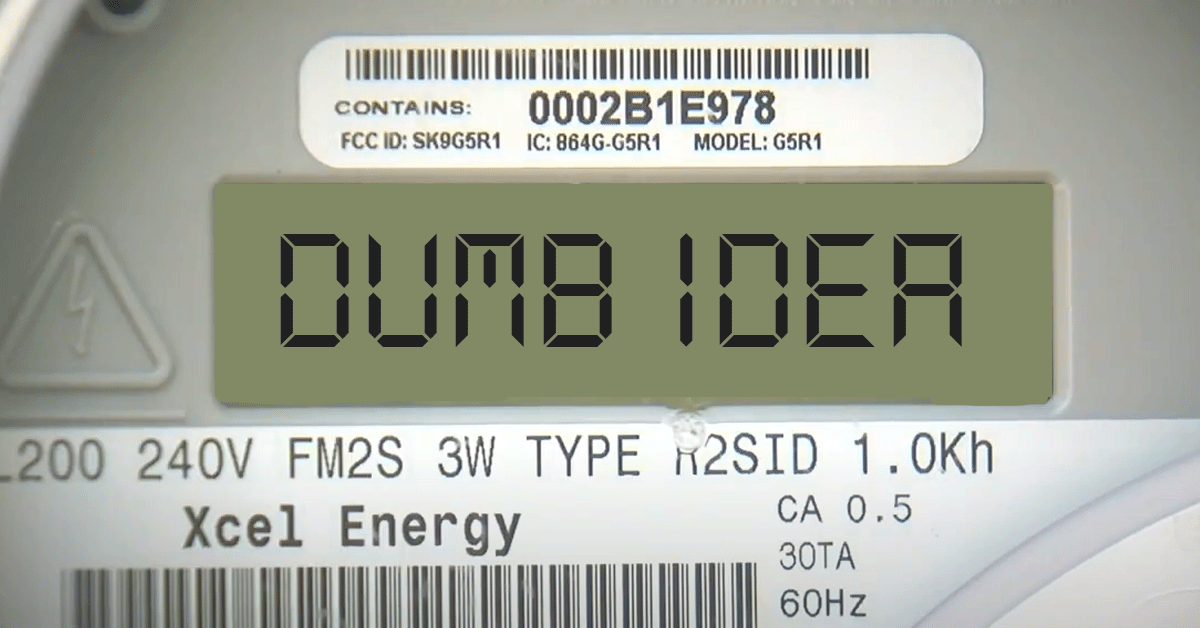 CONTAINS: 0002B1E978
FCC ID: SK9G5R1 IC: 864G-G5R1 MODEL: G5R1
DUMB IDEA
200 240V FM2S 3W TYPE R2SID 1.0Kh
Xcel Energy
CA 0.5
30TA
60Hz